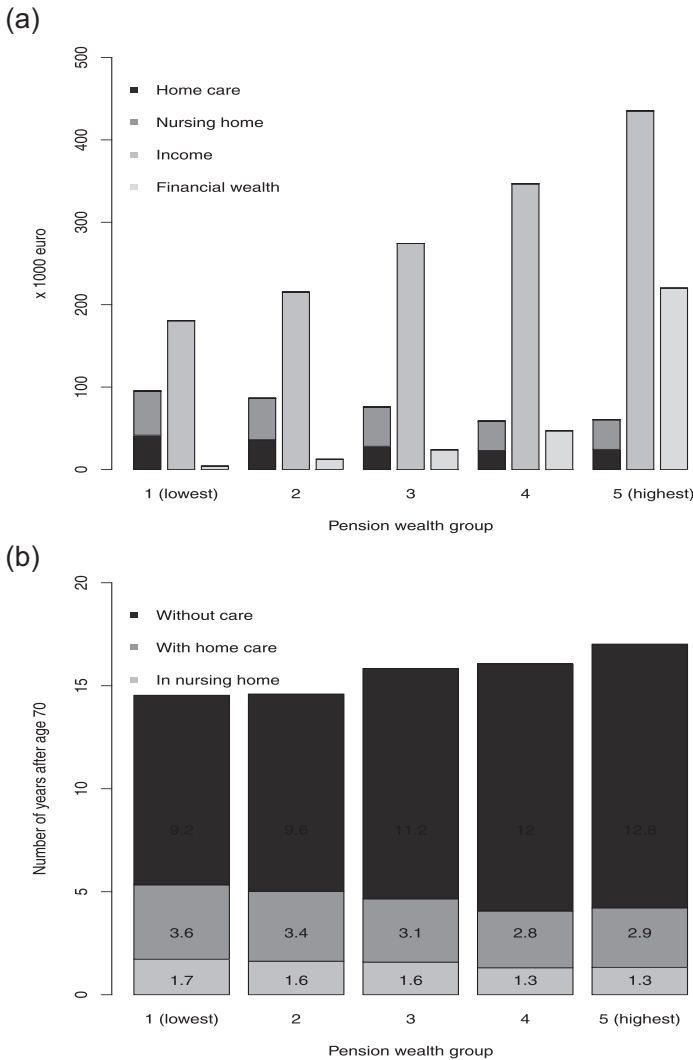 (a)
500
400
300
200
100
0
x 1000 euro
Home care
Nursing home
Income
Financial wealth
1 (lowest) 2 3 4 5 (highest)
Pension wealth group
(b)
20
15
10
5
0
Number of years after age 70
Without care
With home care
In nursing home
9.2 9.6 11.2 12 12.8
3.6 3.4 3.1 2.8 2.9
1.7 1.6 1.6 1.3 1.3
1 (lowest) 2 3 4 5 (highest)
Pension wealth group